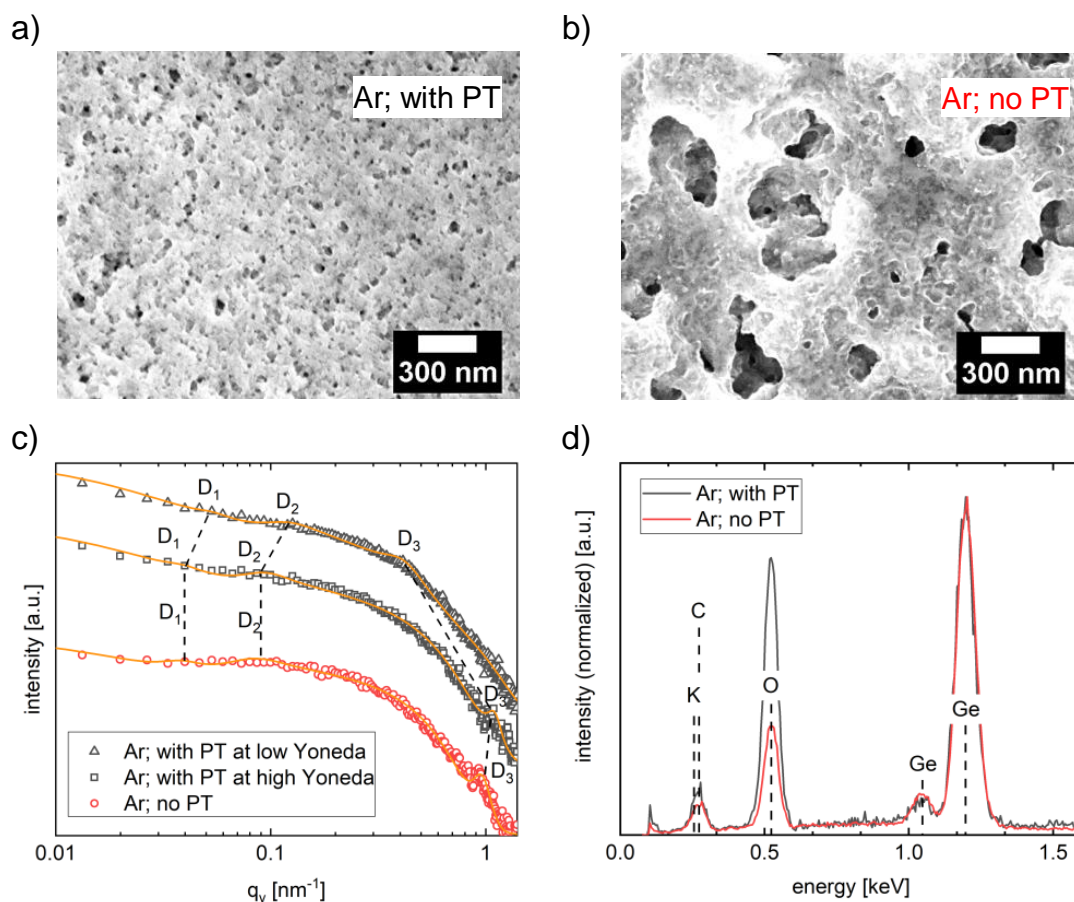 a)
Ar; with PT
300 nm
b)
Ar; no PT
300 nm
c)
intensity [a.u.]
D₁
D₂
D₃
D₁
D₂
D₁
D₂
D₃
D₃
Ar; with PT at low Yoneda
Ar; with PT at high Yoneda
Ar; no PT
0.01
0.1
1
qᵧ [nm⁻¹]
d)
intensity (normalized) [a.u.]
Ar; with PT
Ar; no PT
C
K
O
Ge
Ge
0.0
0.5
1.0
1.5
energy [keV]